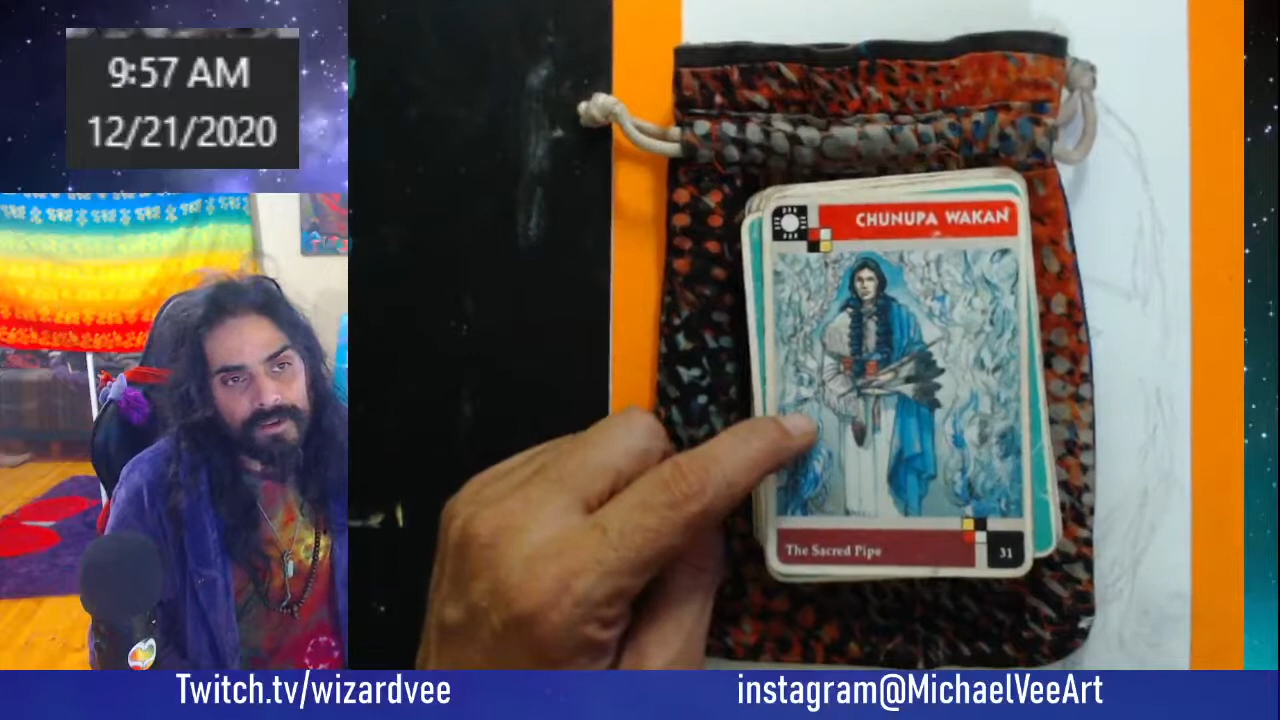 9:57 AM
12/21/2020
CHUNUPA WAKAN
The Sacred Pipe
31
Twitch.tv/wizardvee
instagram@MichaelVeeArt